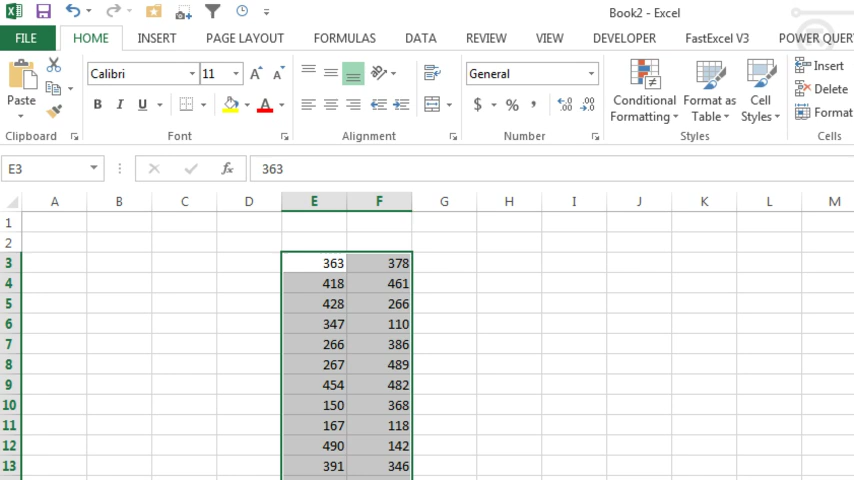 Book2 - Excel
FILE HOME INSERT PAGE LAYOUT FORMULAS DATA REVIEW VIEW DEVELOPER FastExcel V3 POWER QUERY
Calibri 11 General Insert
Paste B I U $ % , Conditional Formatting Format as Table Cell Styles Delete
Format
Clipboard Font Alignment Number Styles Cells
E3 fx 363
A B C D E F G H I J K L M
1
2
3 363 378
4 418 461
5 428 266
6 347 110
7 266 386
8 267 489
9 454 482
10 150 368
11 167 118
12 490 142
13 391 346